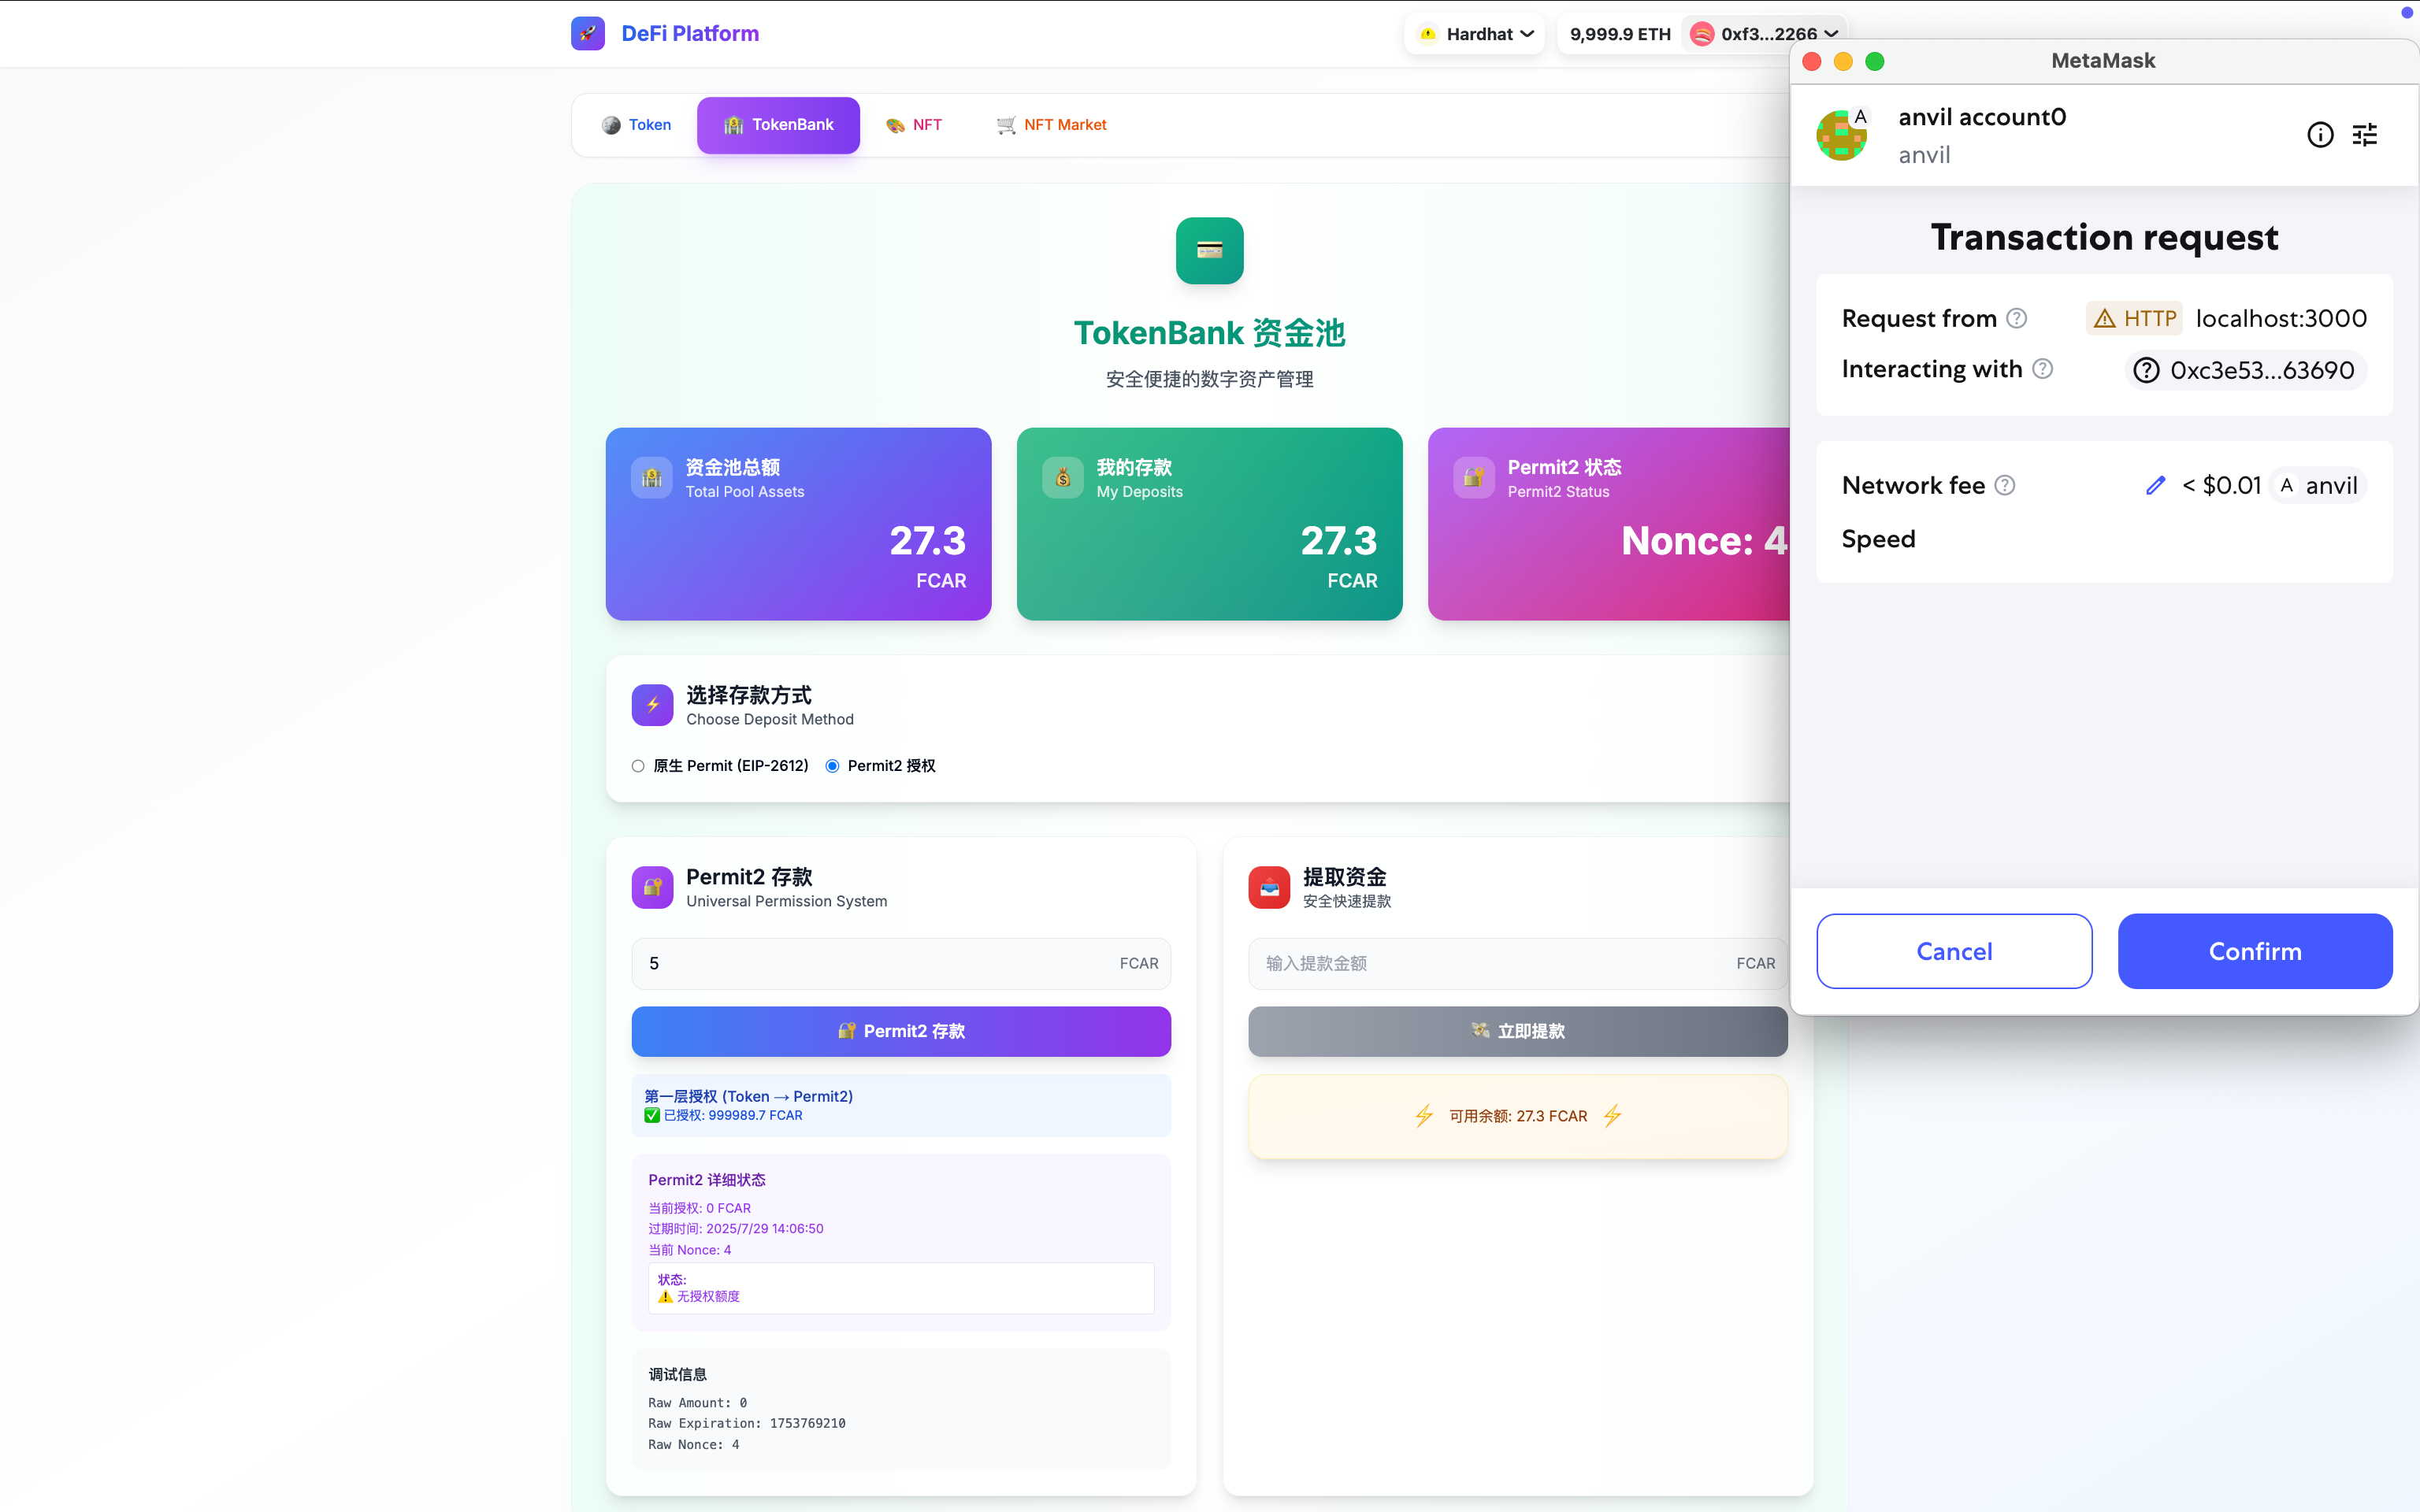 DeFi Platform
Hardhat
9,999.9 ETH
0xf3...2266
Token
TokenBank
NFT
NFT Market
TokenBank 资金池
安全便捷的数字资产管理
资金池总额
Total Pool Assets
27.3
FCAR
我的存款
My Deposits
27.3
FCAR
Permit2 状态
Permit2 Status
Nonce: 4
选择存款方式
Choose Deposit Method
原生 Permit (EIP-2612)
Permit2 授权
Permit2 存款
Universal Permission System
5
FCAR
Permit2 存款
第一层授权 (Token → Permit2)
✅ 已授权: 999989.7 FCAR
Permit2 详细状态
当前授权: 0 FCAR
过期时间: 2025/7/29 14:06:50
当前 Nonce: 4
状态:
⚠️ 无授权额度
调试信息
Raw Amount: 0
Raw Expiration: 1753769210
Raw Nonce: 4
提取资金
安全快速提款
输入提款金额
FCAR
立即提款
⚡ 可用余额: 27.3 FCAR ⚡
MetaMask
A
anvil account0
anvil
Transaction request
Request from
HTTP
localhost:3000
Interacting with
0xc3e53...63690
Network fee
< $0.01
A anvil
Speed
Cancel
Confirm